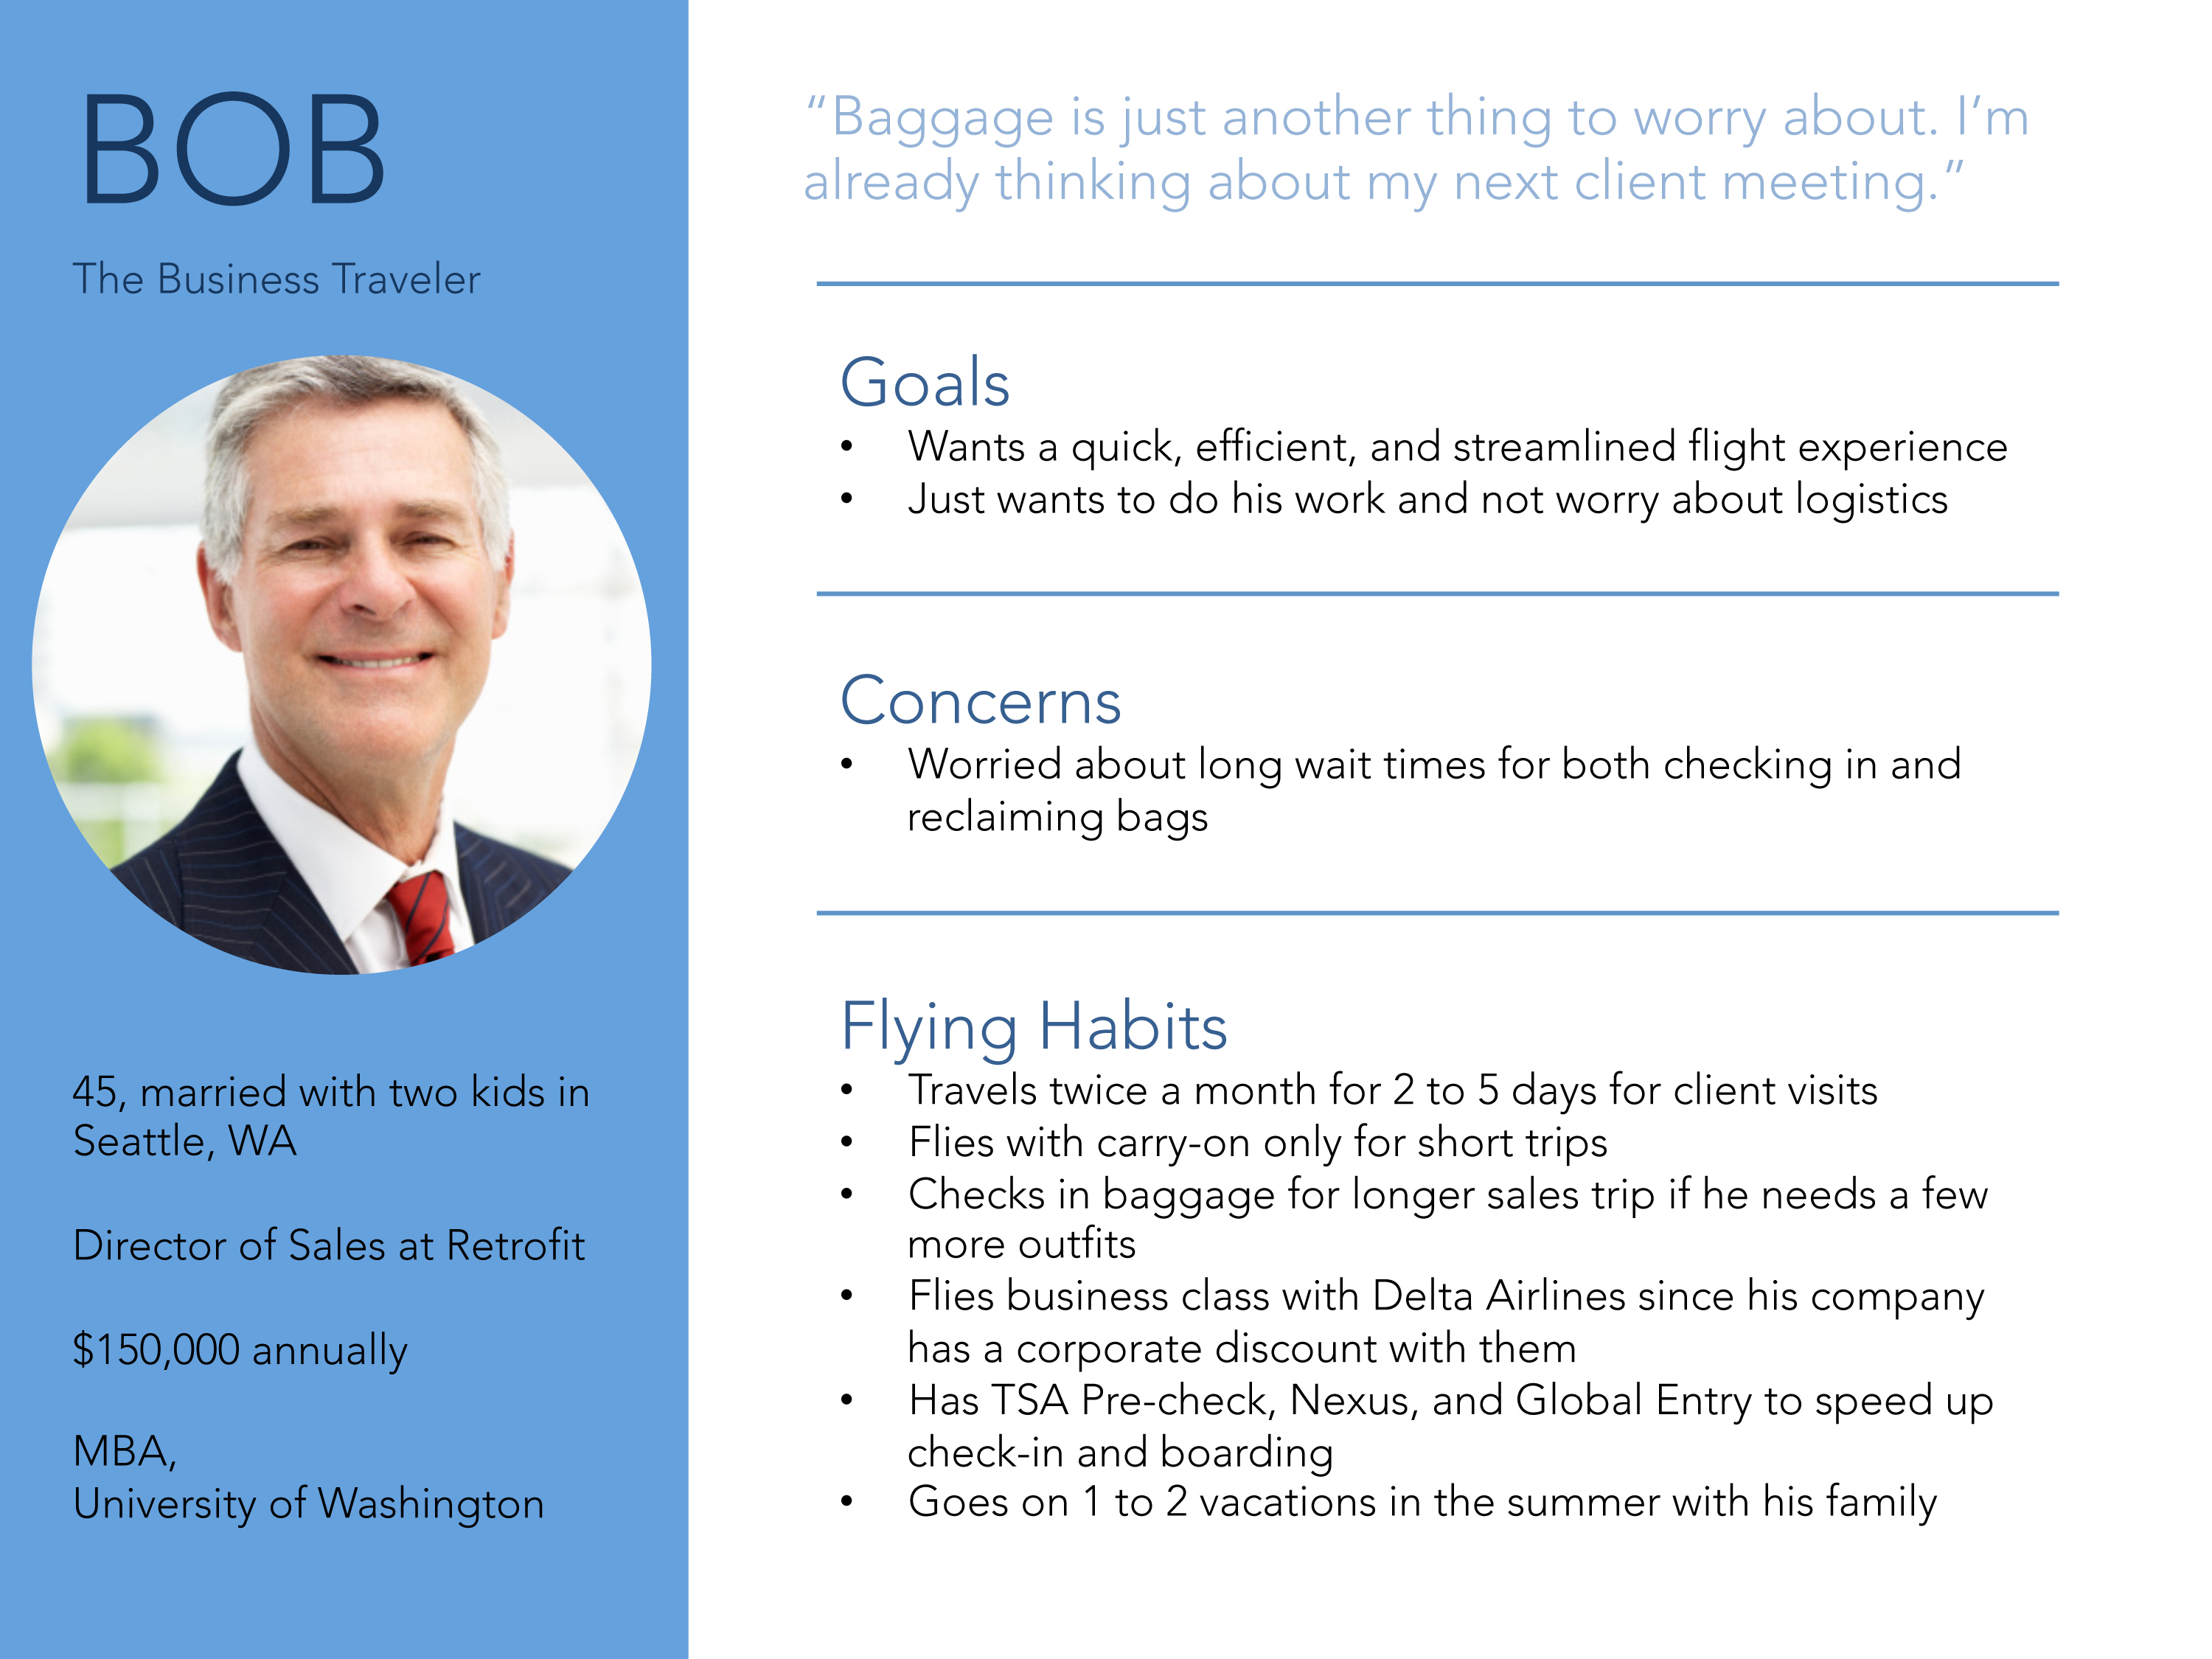 BOB
The Business Traveler
45, married with two kids in
Seattle, WA
Director of Sales at Retrofit
$150,000 annually
MBA,
University of Washington
“Baggage is just another thing to worry about. I’m
already thinking about my next client meeting.”
Goals
• Wants a quick, efficient, and streamlined flight experience
• Just wants to do his work and not worry about logistics
Concerns
• Worried about long wait times for both checking in and
reclaiming bags
Flying Habits
• Travels twice a month for 2 to 5 days for client visits
• Flies with carry-on only for short trips
• Checks in baggage for longer sales trip if he needs a few
more outfits
• Flies business class with Delta Airlines since his company
has a corporate discount with them
• Has TSA Pre-check, Nexus, and Global Entry to speed up
check-in and boarding
• Goes on 1 to 2 vacations in the summer with his family